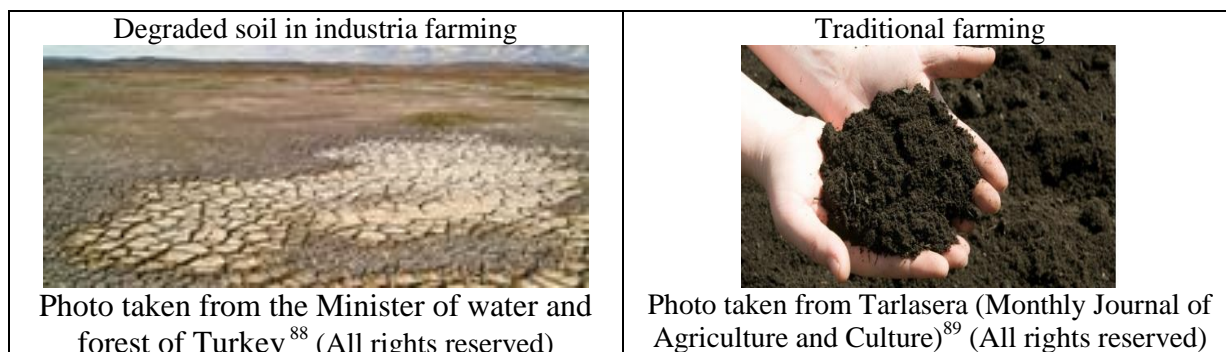 Degraded soil in industria farming
Photo taken from the Minister of water and
forest of Turkey 88 (All rights reserved)
Traditional farming
Photo taken from Tarlasera (Monthly Journal of
Agriculture and Culture)89 (All rights reserved)